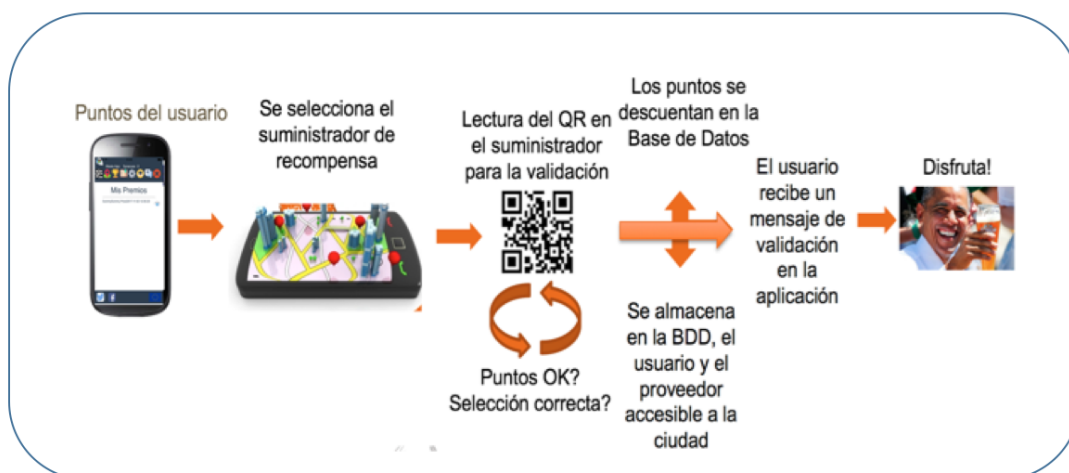 Puntos del usuario
Mis Premios
Se selecciona el
suministrador de
recompensa
Lectura del QR en
el suministrador
para la validación
Puntos OK?
Selección correcta?
Los puntos se
descuentan en la
Base de Datos
Se almacena
en la BDD, el
usuario y el
proveedor
accesible a la
ciudad
El usuario
recibe un
mensaje de
validación
en la
aplicación
Disfruta!